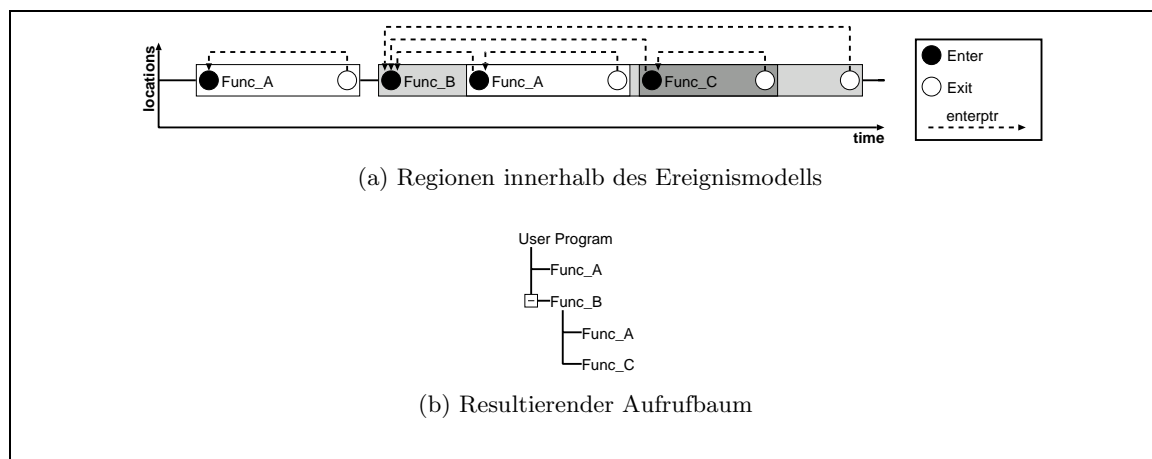 locations
Func_A
Func_B
Func_A
Func_C
time
Enter
Exit
enterptr
(a) Regionen innerhalb des Ereignismodells
User Program
Func_A
Func_B
Func_A
Func_C
(b) Resultierender Aufrufbaum